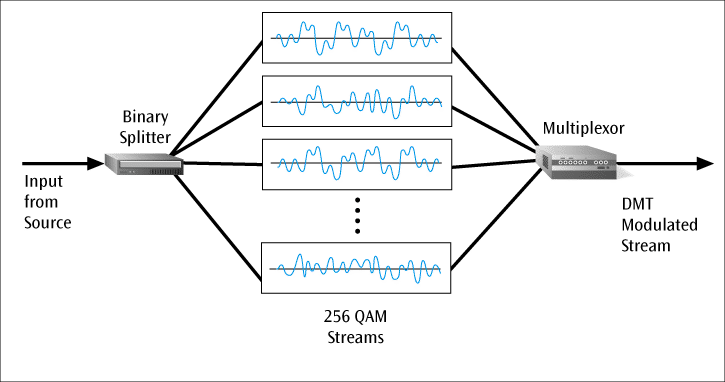 Binary
Splitter
Input
from
Source
256 QAM
Streams
Multiplexor
DMT
Modulated
Stream